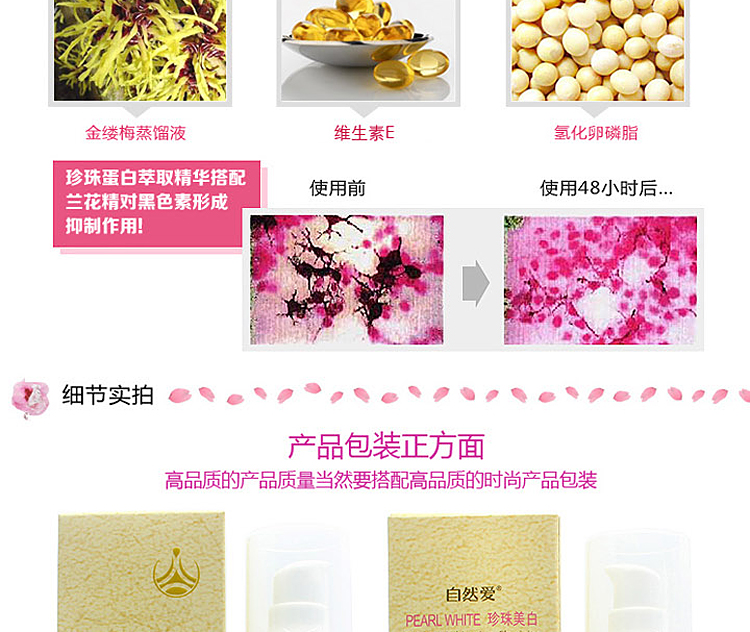 金缕梅蒸馏液
维生素E
氢化卵磷脂
珍珠蛋白萃取精华搭配
兰花精对黑色素形成
抑制作用!
使用前
使用48小时后...
细节实拍
产品包装正方面
高品质的产品质量当然要搭配高品质的时尚产品包装
自然爱®
PEARL WHITE 珍珠美白